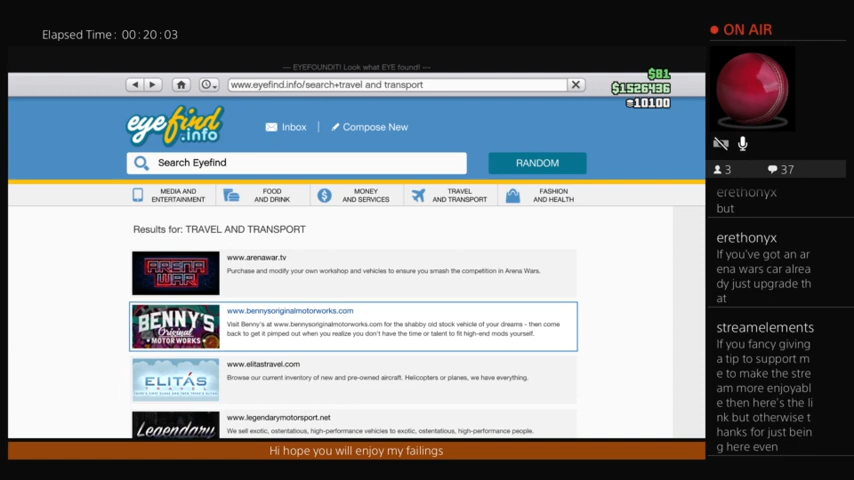 Elapsed Time : 00:20:03
ON AIR
— EYEFOUNDIT! Look what EYE found! —
www.eyefind.info/search+travel and transport
$81
$1526436
10100
eyefind
.info
Inbox
Compose New
Search Eyefind
RANDOM
MEDIA AND
ENTERTAINMENT
FOOD
AND DRINK
MONEY
AND SERVICES
TRAVEL
AND TRANSPORT
FASHION
AND HEALTH
Results for: TRAVEL AND TRANSPORT
ARENA
WAR
www.arenawar.tv
Purchase and modify your own workshop and vehicles to ensure you smash the competition in Arena Wars.
BENNY'S
Original
MOTOR WORKS
www.bennysoriginalmotorworks.com
Visit Benny's at www.bennysoriginalmotorworks.com for the shabby old stock vehicle of your dreams - then come
back to get it pimped out when you realize you don't have the time or talent to fit high-end mods yourself.
ELITÁS
TRAVEL
www.elitastravel.com
Browse our current inventory of new and pre-owned aircraft. Helicopters or planes, we have everything.
Legendary
www.legendarymotorsport.net
We sell exotic, ostentatious, high-performance vehicles to exotic, ostentatious, high-performance people.
Hi hope you will enjoy my failings
3
37
erethonyx
but
erethonyx
If you've got an ar
ena wars car alrea
dy just upgrade th
at
streamelements
If you fancy giving
a tip to support m
e to make the stre
am more enjoyabl
e then here's the li
nk but otherwise t
hanks for just bein
g here even